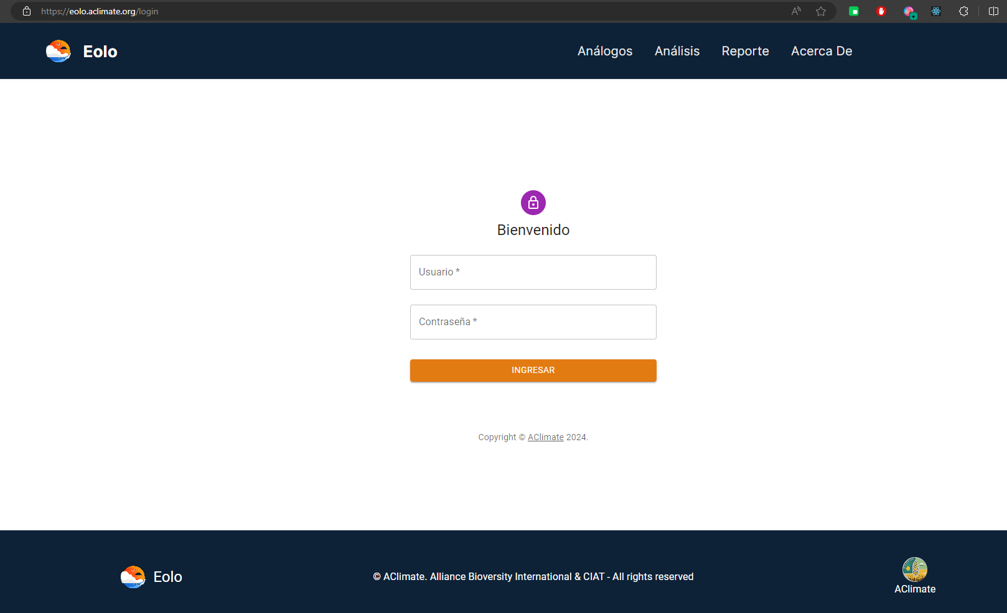 https://eolo.aclimate.org/login
Eolo
Análogos Análisis Reporte Acerca De
Bienvenido
Usuario *
Contraseña *
INGRESAR
Copyright © AClimate 2024.
Eolo
© AClimate. Alliance Bioversity International & CIAT - All rights reserved
AClimate